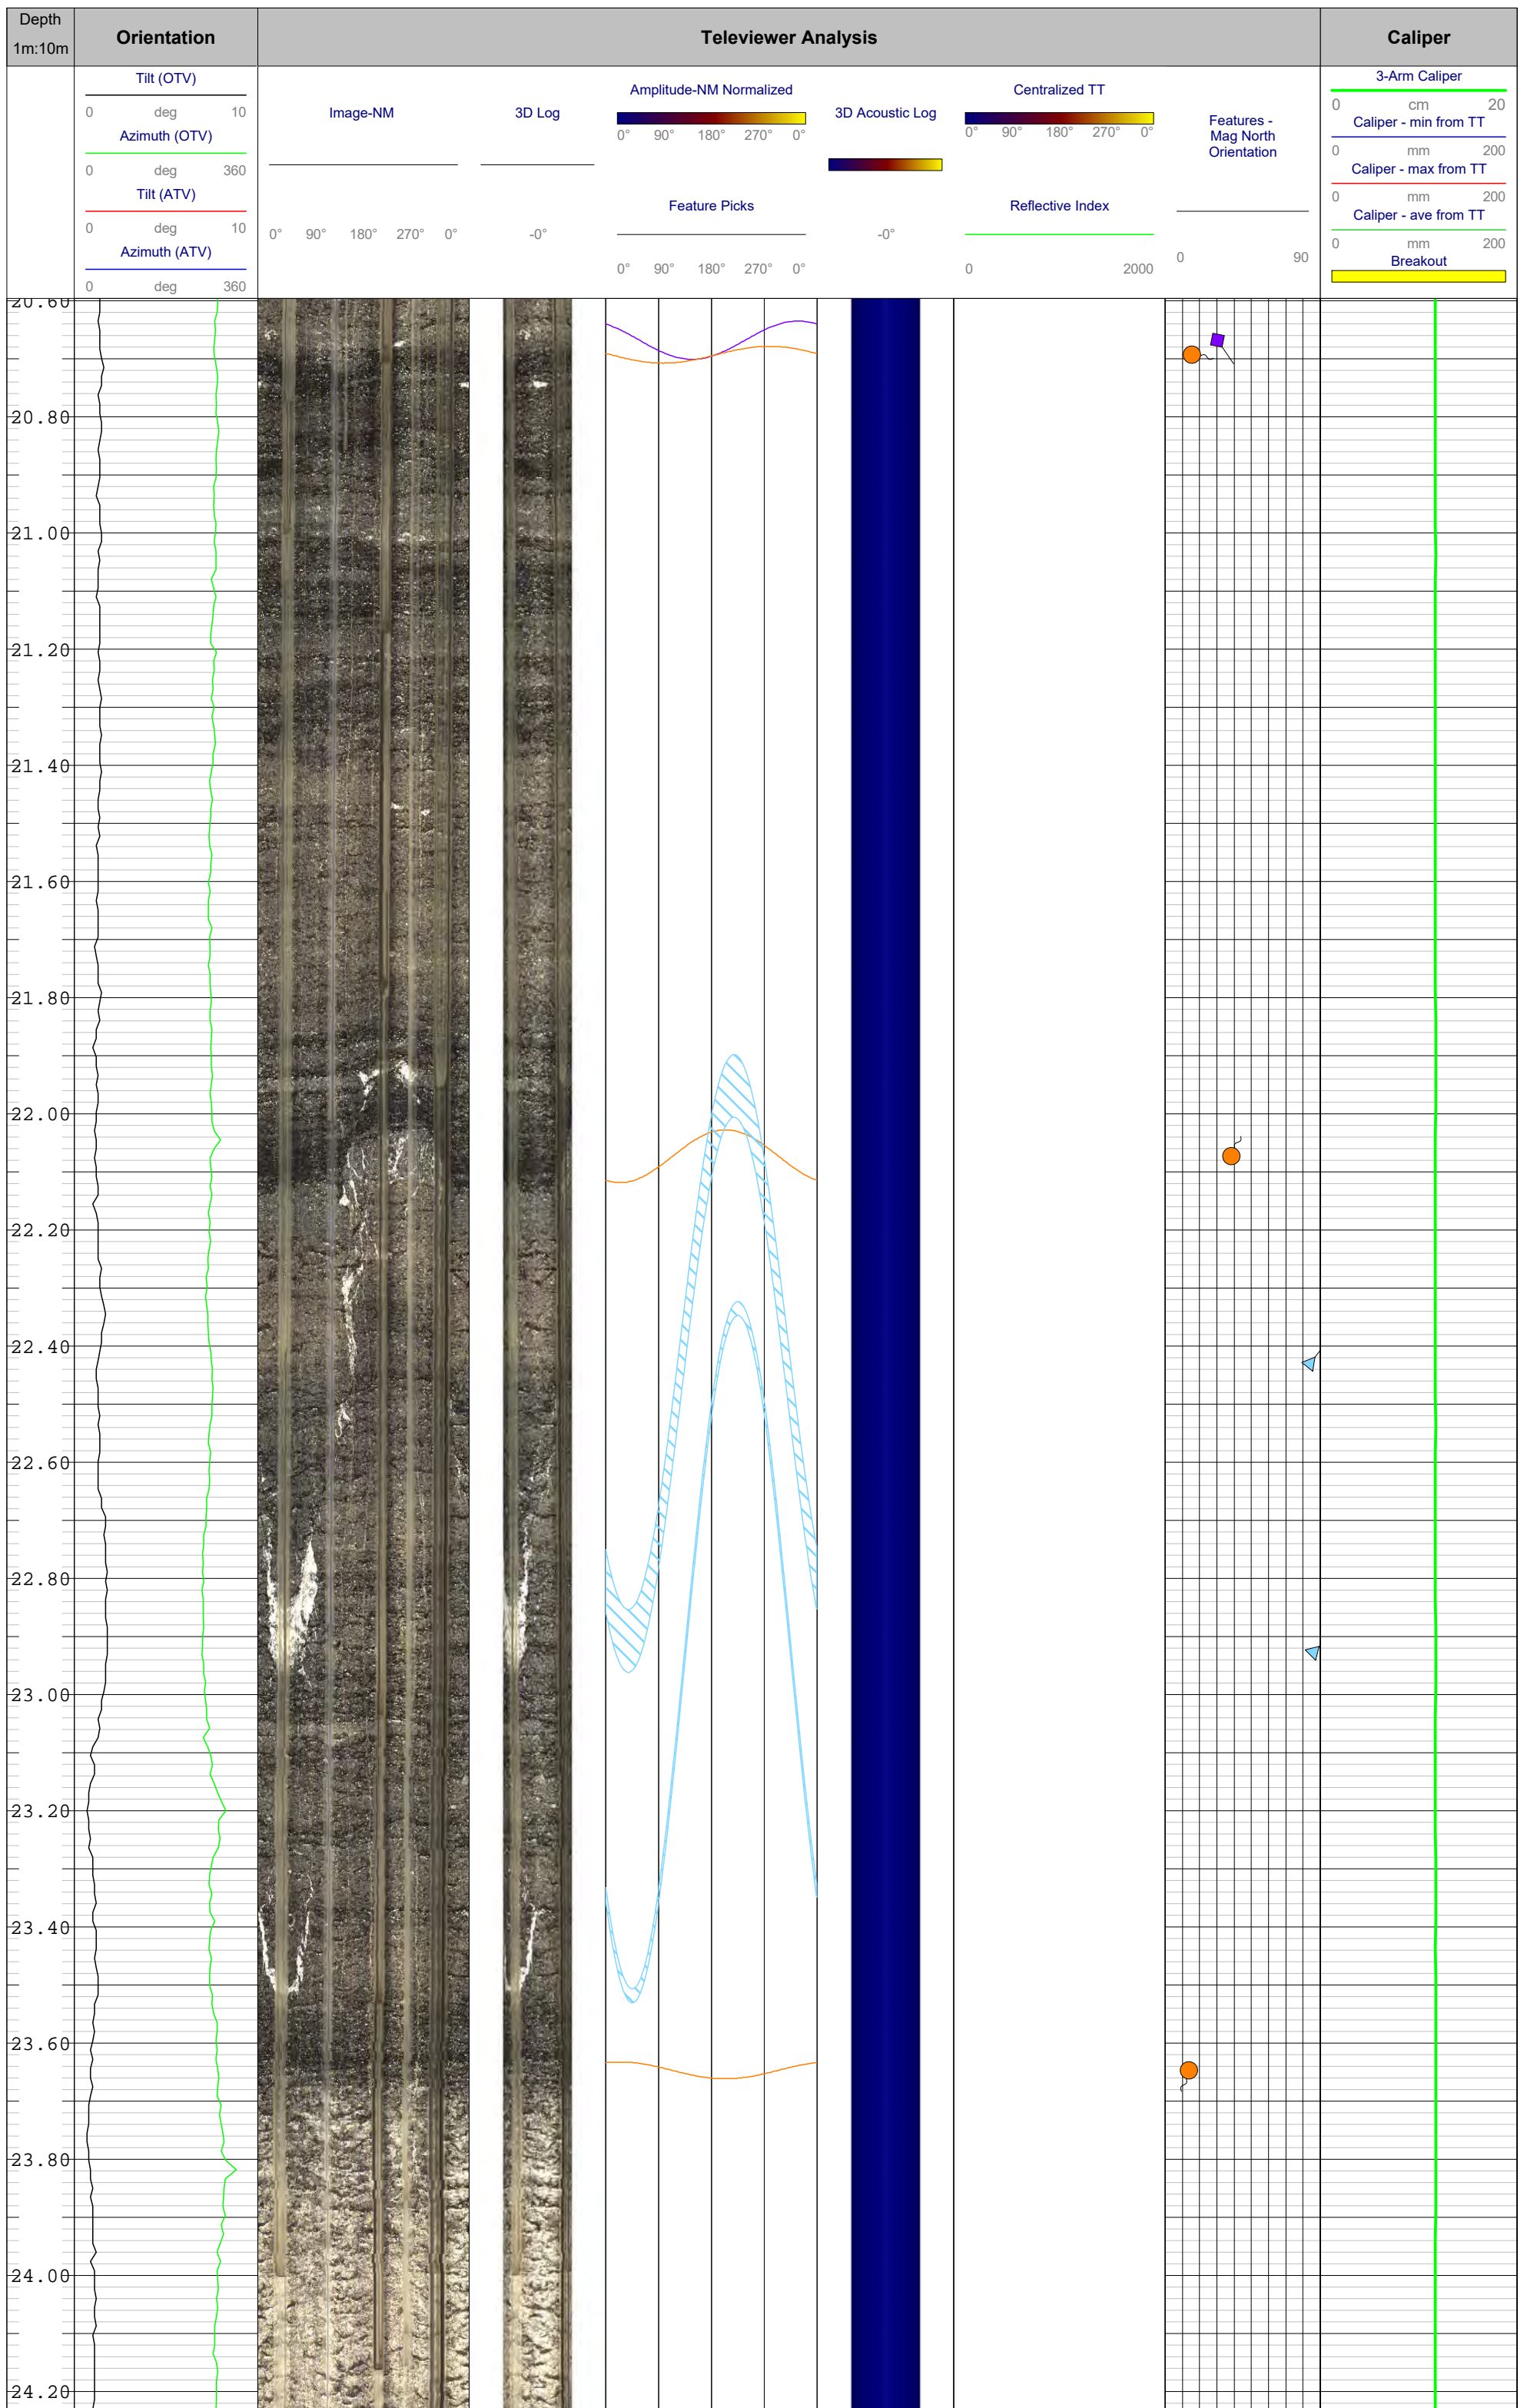 Depth
1m:10m
Orientation
Televiewer Analysis
Caliper
Tilt (OTV)
0 deg 10
Azimuth (OTV)
0 deg 360
Tilt (ATV)
0 deg 10
Azimuth (ATV)
0 deg 360
Image-NM
0° 90° 180° 270° 0°
3D Log
-0°
Amplitude-NM Normalized
0° 90° 180° 270° 0°
Feature Picks
0° 90° 180° 270° 0°
3D Acoustic Log
-0°
Centralized TT
0° 90° 180° 270° 0°
Reflective Index
0 2000
Features -
Mag North
Orientation
0 90
3-Arm Caliper
0 cm 20
Caliper - min from TT
0 mm 200
Caliper - max from TT
0 mm 200
Caliper - ave from TT
0 mm 200
Breakout
20.60
20.80
21.00
21.20
21.40
21.60
21.80
22.00
22.20
22.40
22.60
22.80
23.00
23.20
23.40
23.60
23.80
24.00
24.20